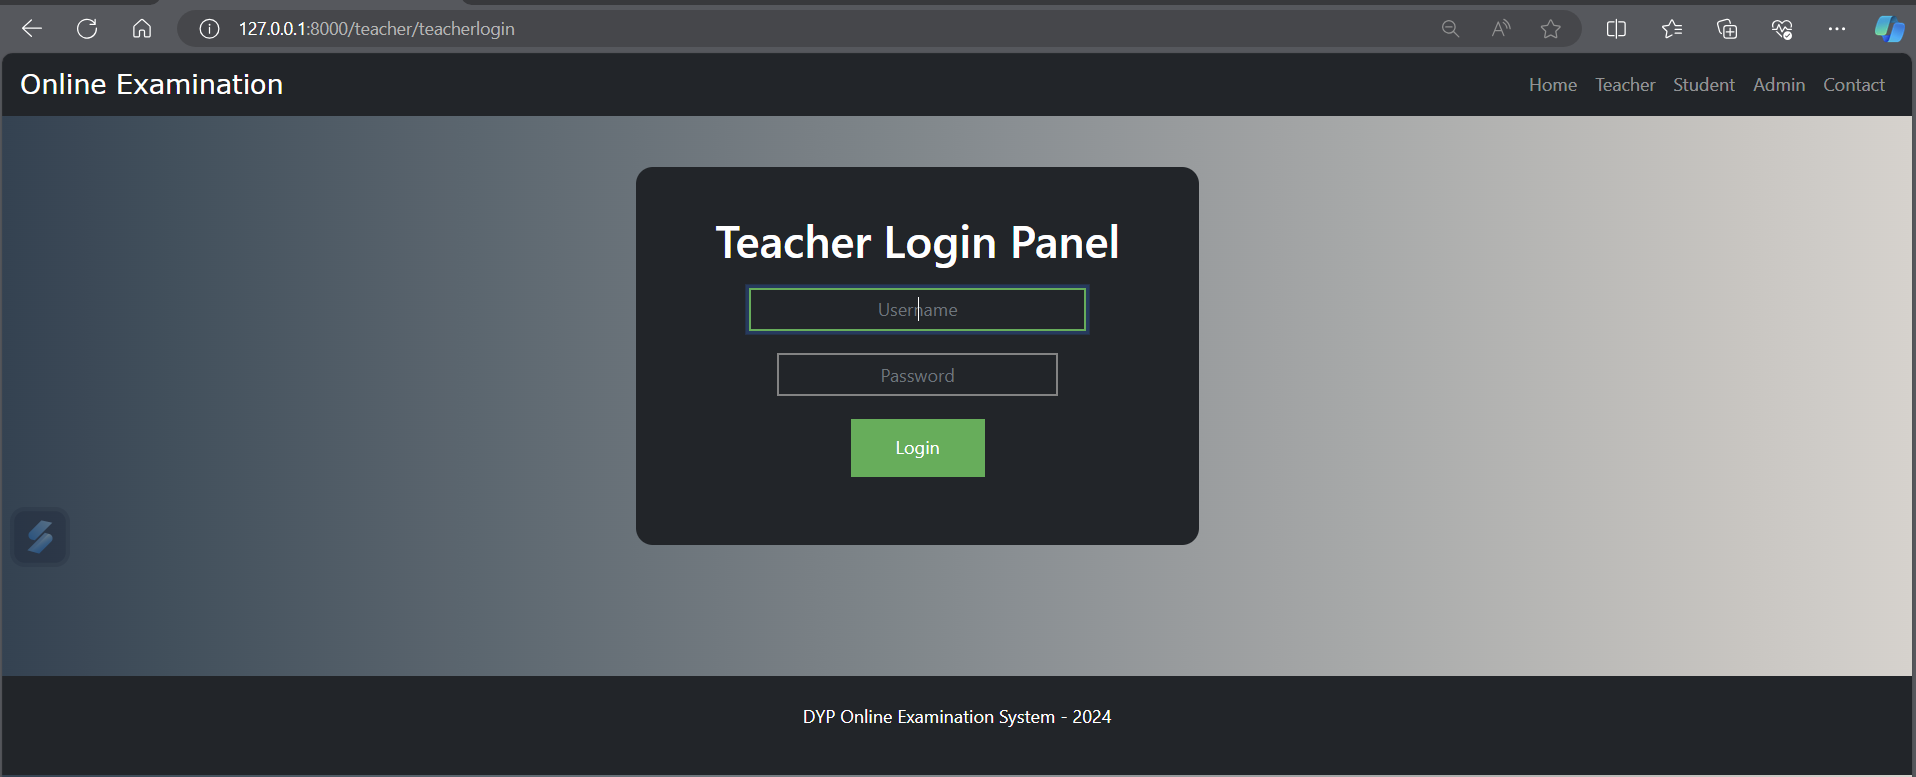 127.0.0.1:8000/teacher/teacherlogin
Online Examination
Home Teacher Student Admin Contact
Teacher Login Panel
Username
Password
Login
DYP Online Examination System - 2024